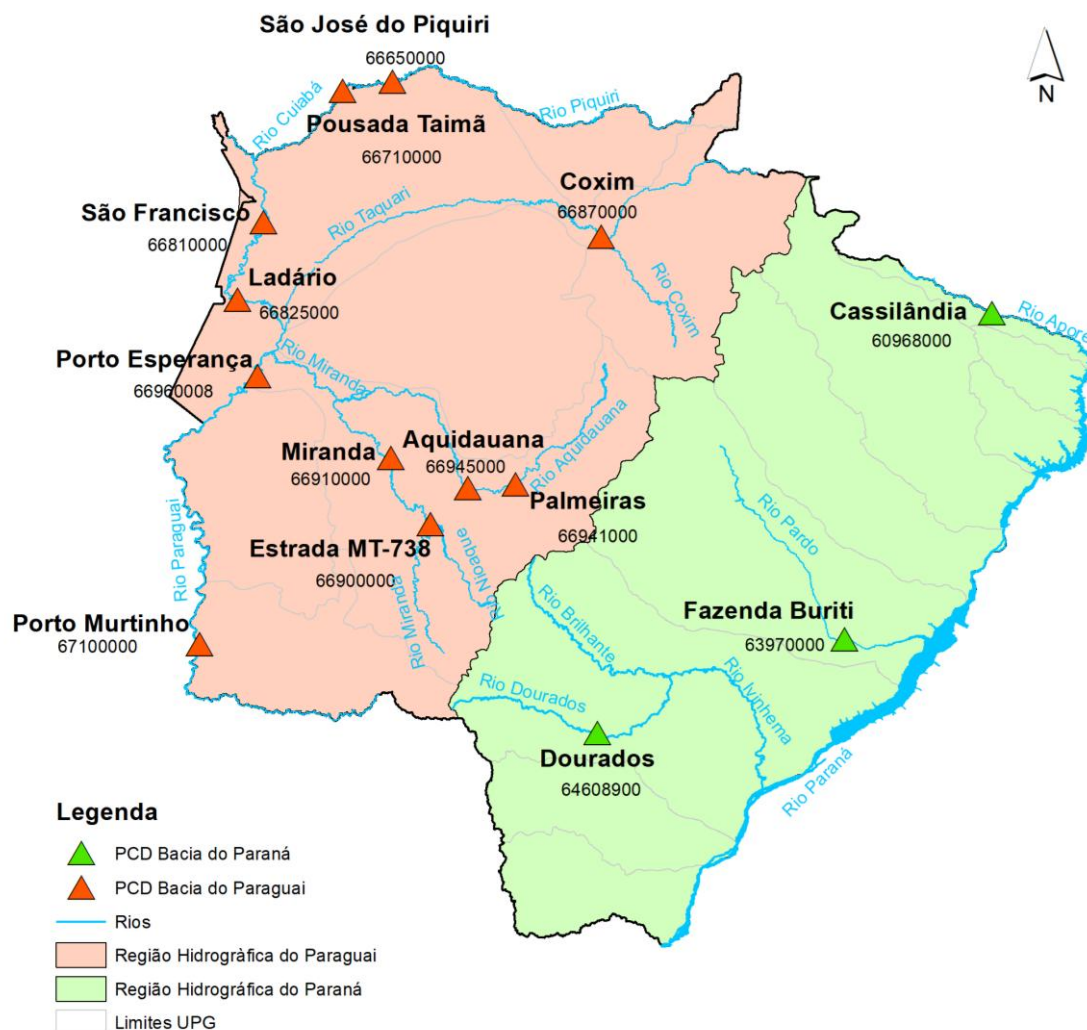 São José do Piquiri
66650000
N
Rio Cuiabá
Rio Piquiri
Pousada Taimã
66710000
Coxim
66870000
São Francisco
66810000
Rio Taquari
Ladário
66825000
Rio Coxim
Cassilândia
60968000
Rio Apore
Porto Esperança
66960008
Rio Miranda
Aquidauana
66945000
Miranda
66910000
Rio Aquidauana
Palmeiras
66941000
Rio Pardo
Rio Paraguai
Estrada MT-738
66900000
Rio Nioaque
Rio Miranda
Rio Brilhante
Fazenda Buriti
63970000
Porto Murtinho
67100000
Rio Dourados
Rio Ivinhema
Dourados
64608900
Rio Paraná
Legenda
PCD Bacia do Paraná
PCD Bacia do Paraguai
Rios
Região Hidrogràfica do Paraguai
Região Hidrográfica do Paraná
Limites UPG